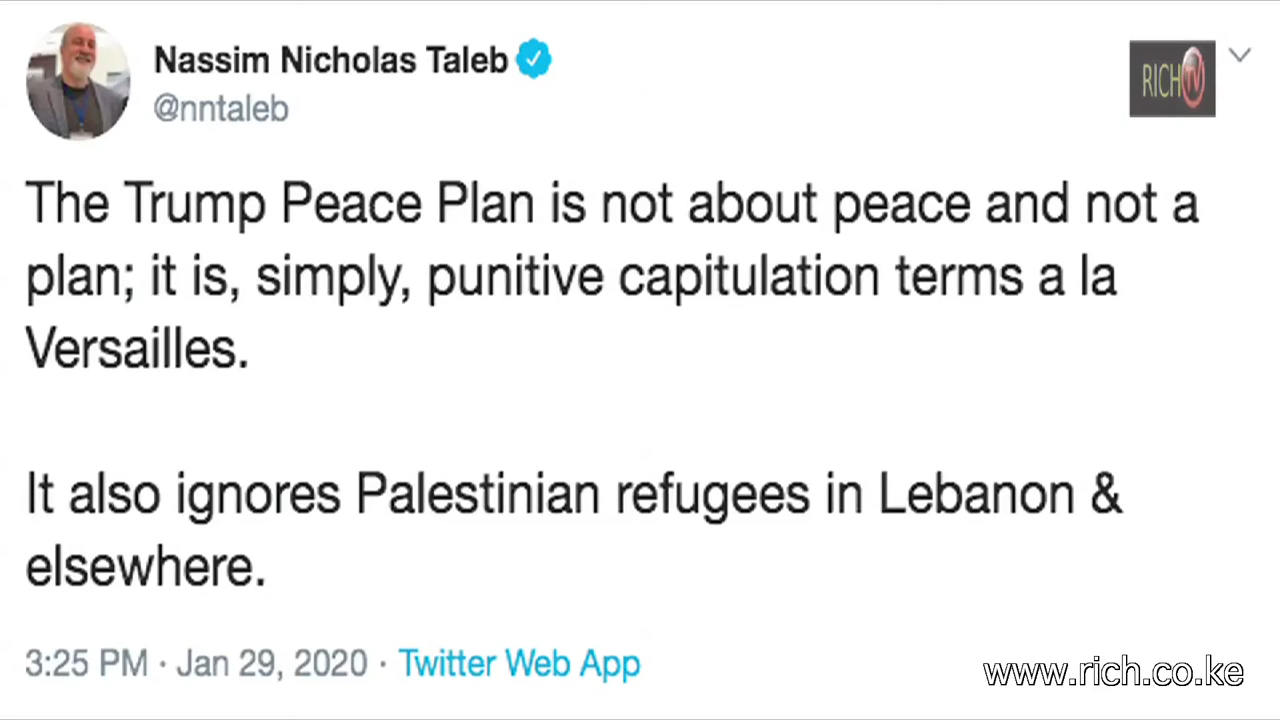 Nassim Nicholas Taleb
@nntaleb
RICH TV
The Trump Peace Plan is not about peace and not a
plan; it is, simply, punitive capitulation terms a la
Versailles.
It also ignores Palestinian refugees in Lebanon &
elsewhere.
3:25 PM · Jan 29, 2020 · Twitter Web App
www.rich.co.ke